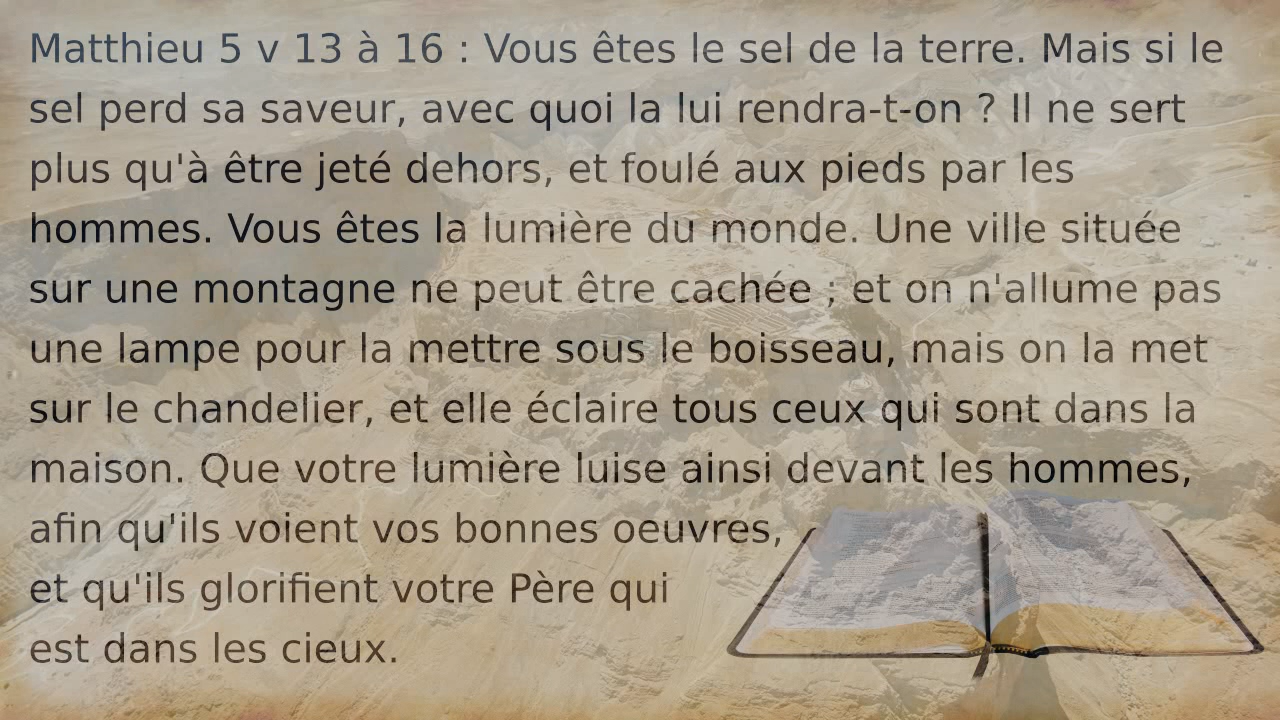 Matthieu 5 v 13 à 16 : Vous êtes le sel de la terre. Mais si le
sel perd sa saveur, avec quoi la lui rendra-t-on ? Il ne sert
plus qu'à être jeté dehors, et foulé aux pieds par les
hommes. Vous êtes la lumière du monde. Une ville située
sur une montagne ne peut être cachée ; et on n'allume pas
une lampe pour la mettre sous le boisseau, mais on la met
sur le chandelier, et elle éclaire tous ceux qui sont dans la
maison. Que votre lumière luise ainsi devant les hommes,
afin qu'ils voient vos bonnes oeuvres,
et qu'ils glorifient votre Père qui
est dans les cieux.